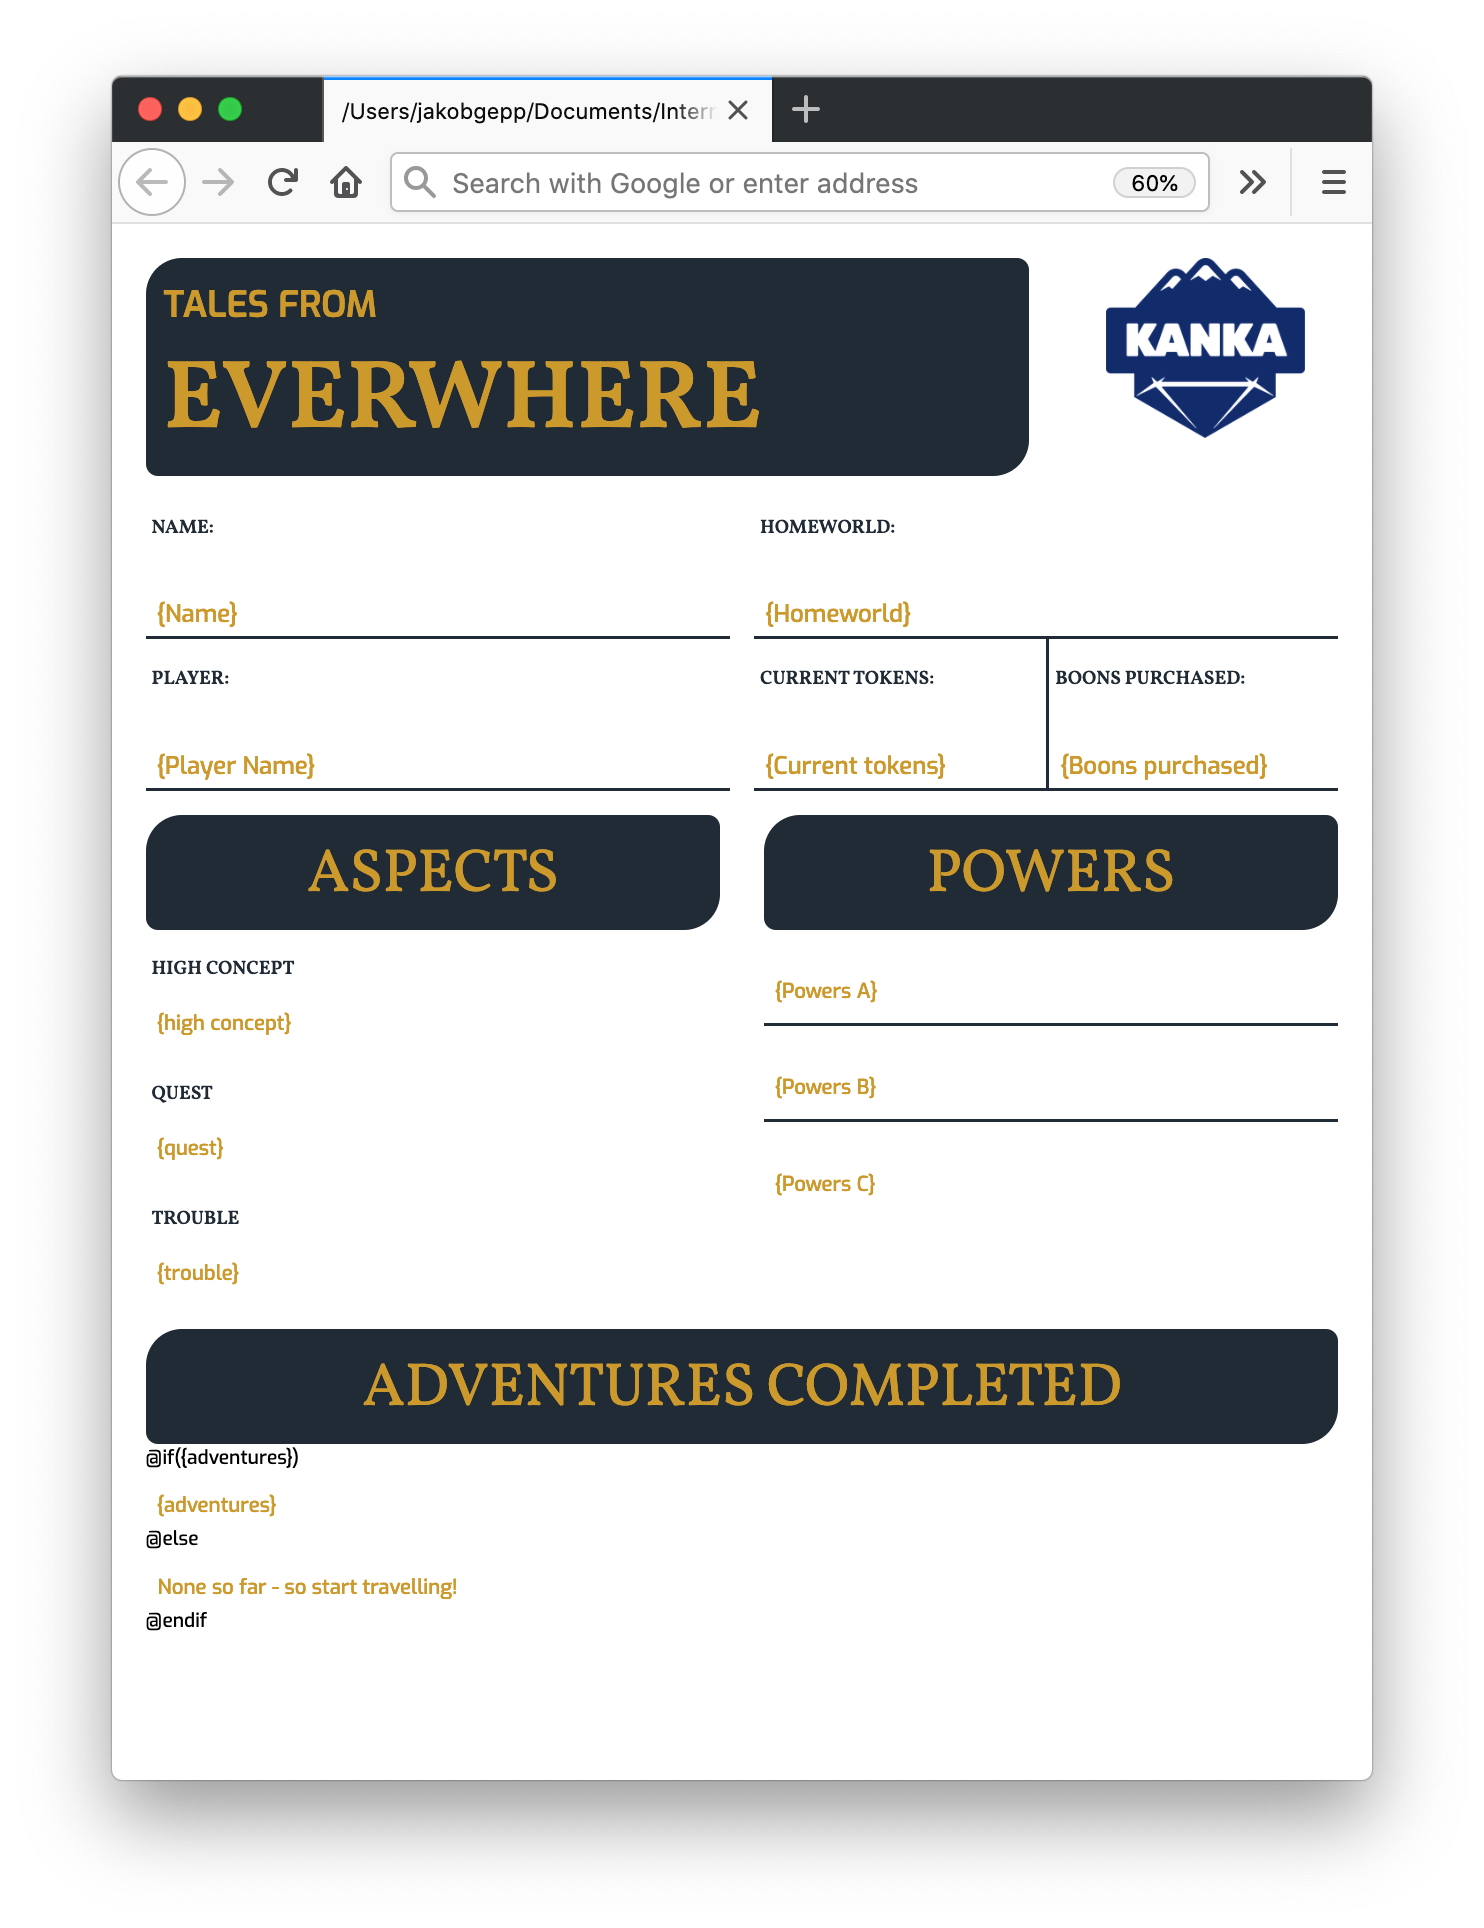 /Users/jakobgepp/Documents/Intern
Search with Google or enter address
60%
TALES FROM
EVERWHERE
KANKA
NAME:
HOMEWORLD:
{Name}
{Homeworld}
PLAYER:
CURRENT TOKENS:
BOONS PURCHASED:
{Player Name}
{Current tokens}
{Boons purchased}
ASPECTS
POWERS
HIGH CONCEPT
{high concept}
QUEST
{quest}
TROUBLE
{trouble}
{Powers A}
{Powers B}
{Powers C}
ADVENTURES COMPLETED
@if({adventures})
{adventures}
@else
None so far - so start travelling!
@endif